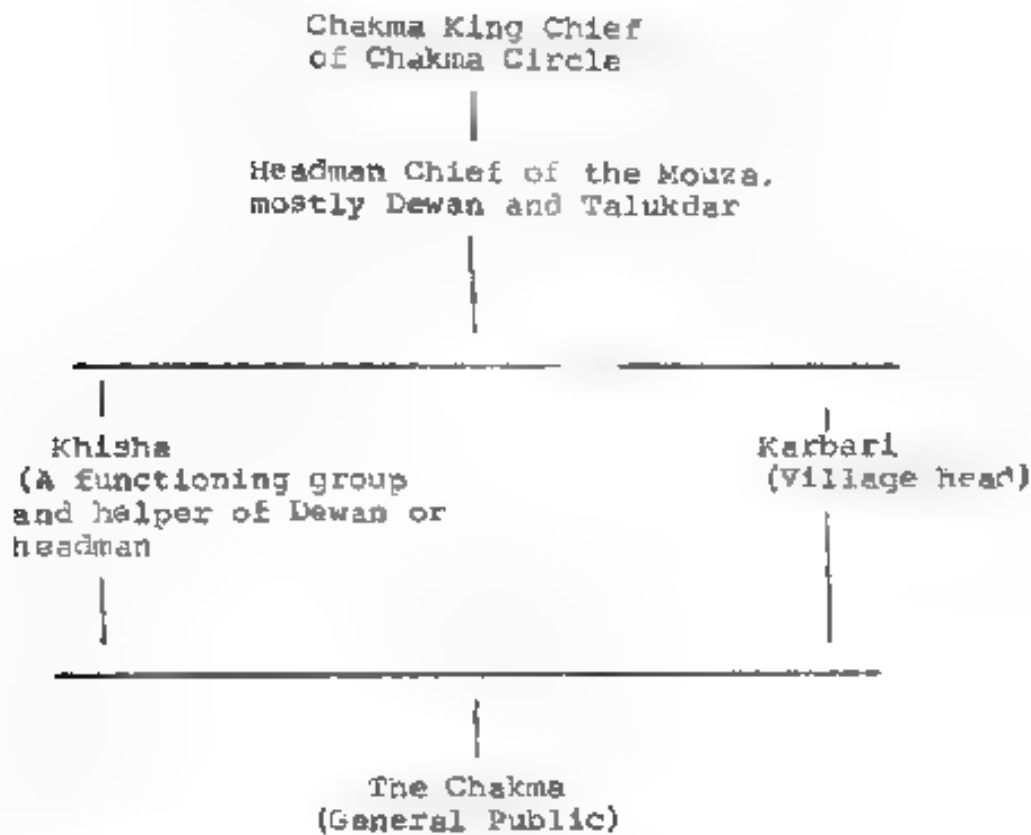 Chakma King Chief
of Chakma Circle
Headman Chief of the Mouza,
mostly Dewan and Talukdar
Khisha
(A functioning group
and helper of Dewan or
headman
Karbari
(Village head)
The Chakma
(General Public)